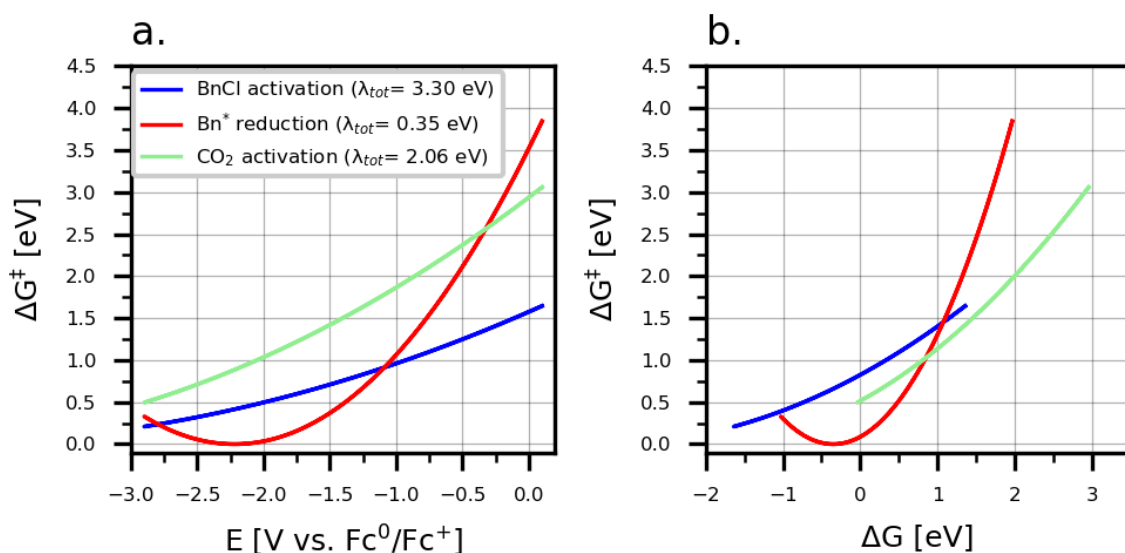 a.
4.5
4.0
3.5
3.0
2.5
2.0
1.5
1.0
0.5
0.0
ΔG‡ [eV]
BnCl activation (λtot= 3.30 eV)
Bn* reduction (λtot= 0.35 eV)
CO2 activation (λtot= 2.06 eV)
−3.0 −2.5 −2.0 −1.5 −1.0 −0.5 0.0
E [V vs. Fc0/Fc+]
b.
4.5
4.0
3.5
3.0
2.5
2.0
1.5
1.0
0.5
0.0
ΔG‡ [eV]
−2 −1 0 1 2 3
ΔG [eV]